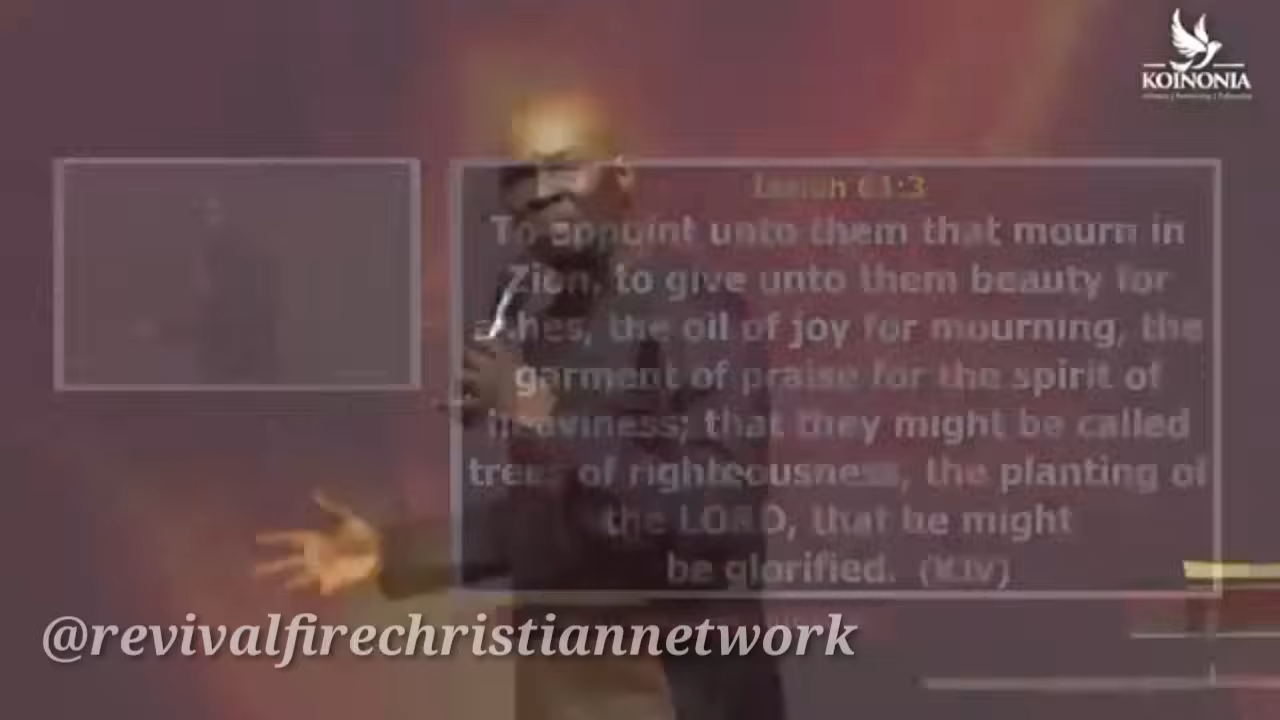 KOINONIA
Isaiah 61:3
To appoint unto them that mourn in
Zion, to give unto them beauty for
ashes, the oil of joy for mourning, the
garment of praise for the spirit of
heaviness; that they might be called
trees of righteousness, the planting of
the LORD, that he might
be glorified. (KJV)
@revivalfirechristiannetwork